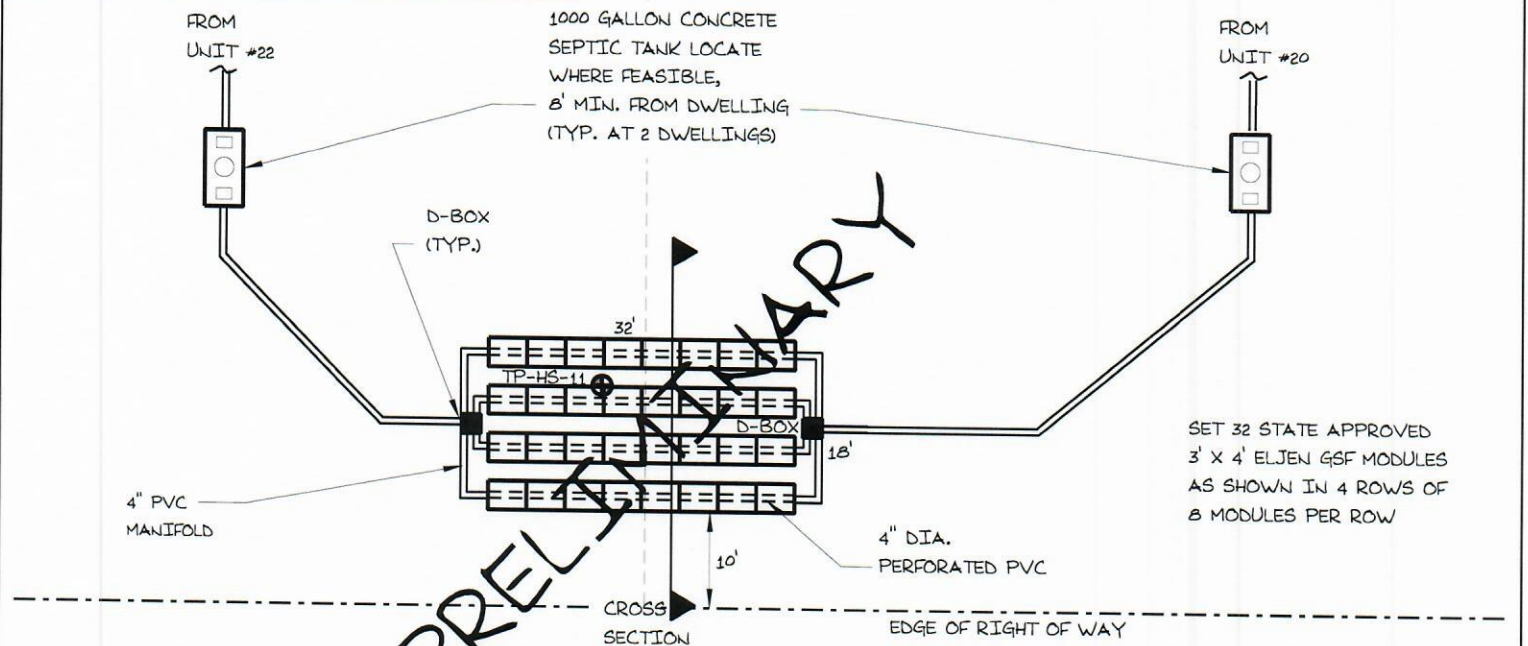 FROM
UNIT #22
1000 GALLON CONCRETE
SEPTIC TANK LOCATE
WHERE FEASIBLE,
8' MIN. FROM DWELLING
(TYP. AT 2 DWELLINGS)
FROM
UNIT #20
D-BOX
(TYP.)
32'
TP-HS-11
D-BOX
18'
SET 32 STATE APPROVED
3' X 4' ELJEN GSF MODULES
AS SHOWN IN 4 ROWS OF
8 MODULES PER ROW
4" PVC
MANIFOLD
4" DIA.
PERFORATED PVC
10'
CROSS
SECTION
EDGE OF RIGHT OF WAY
PRELIMINARY